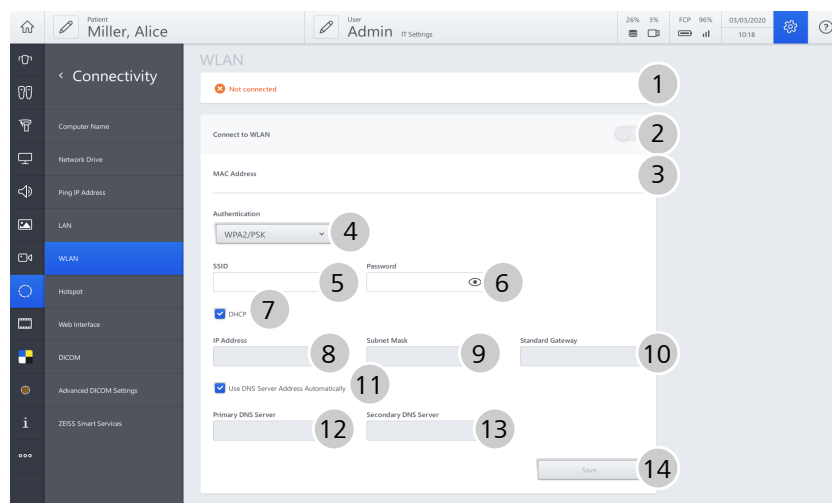 Patient
Miller, Alice
User
Admin IT Settings
26% 3%
FCP 96%
03/03/2020
10:18
?
< Connectivity
Computer Name
Network Drive
Ping IP Address
LAN
WLAN
Hotspot
Web Interface
DICOM
Advanced DICOM Settings
i
ZEISS Smart Services
WLAN
Not connected
1
Connect to WLAN
2
MAC Address
3
Authentication
WPA2/PSK
4
SSID
5
Password
6
DHCP
7
IP Address
8
Subnet Mask
9
Standard Gateway
10
Use DNS Server Address Automatically
11
Primary DNS Server
12
Secondary DNS Server
13
Save
14